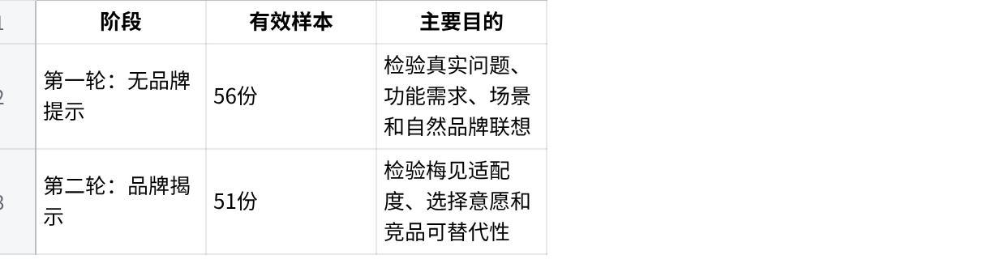 1 阶段 有效样本 主要目的
2 第一轮：无品牌
提示 56份 检验真实问题、
功能需求、场景
和自然品牌联想
3 第二轮：品牌揭
示 51份 检验梅见适配
度、选择意愿和
竞品可替代性